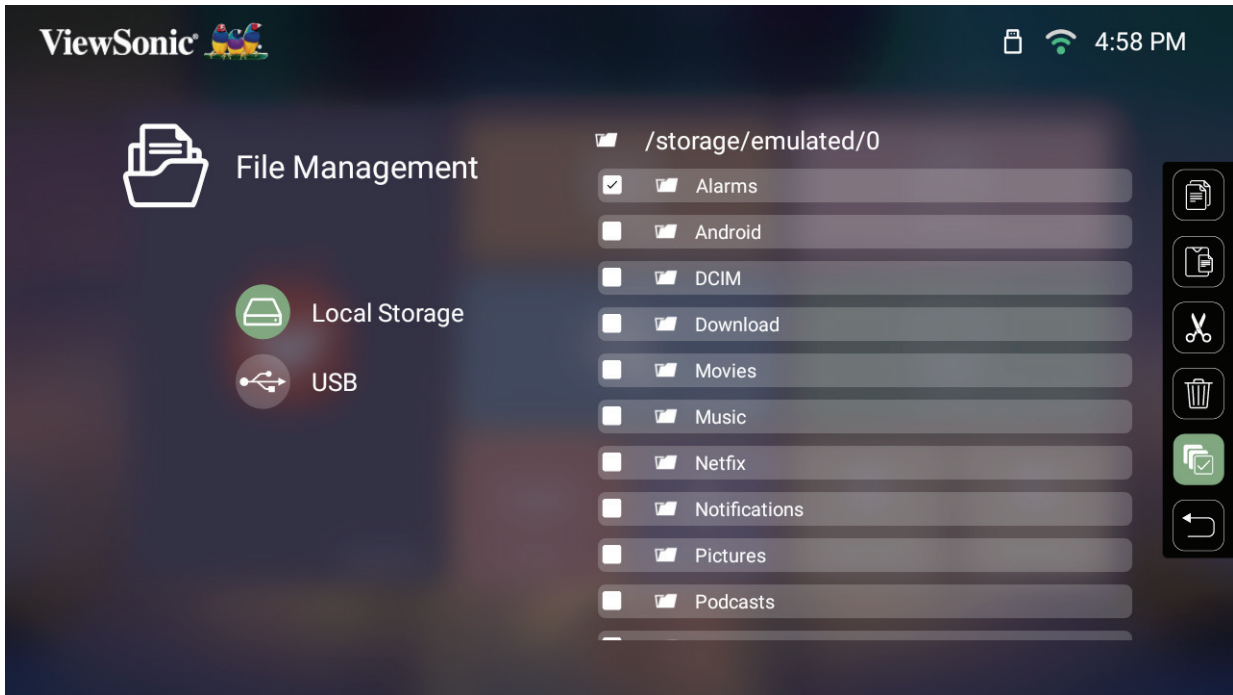 ViewSonic
4:58 PM
File Management
Local Storage
USB
/storage/emulated/0
Alarms
Android
DCIM
Download
Movies
Music
Netfix
Notifications
Pictures
Podcasts